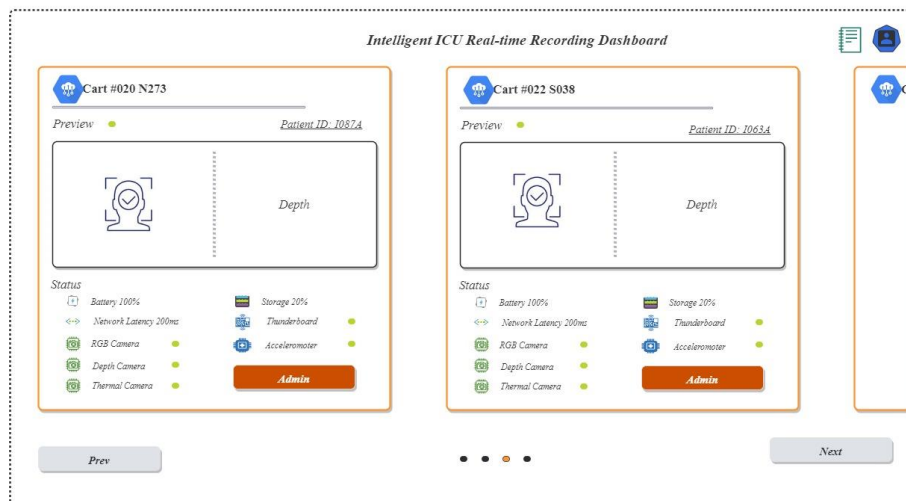 Intelligent ICU Real-time Recording Dashboard
Cart #020 N273
Preview
Patient ID: I087A
Depth
Status
Battery 100%
Storage 20%
Network Latency 200ms
Thunderboard
RGB Camera
Acceleromoter
Depth Camera
Thermal Camera
Admin
Cart #022 S038
Preview
Patient ID: I063A
Depth
Status
Battery 100%
Storage 20%
Network Latency 200ms
Thunderboard
RGB Camera
Acceleromoter
Depth Camera
Thermal Camera
Admin
Prev
Next